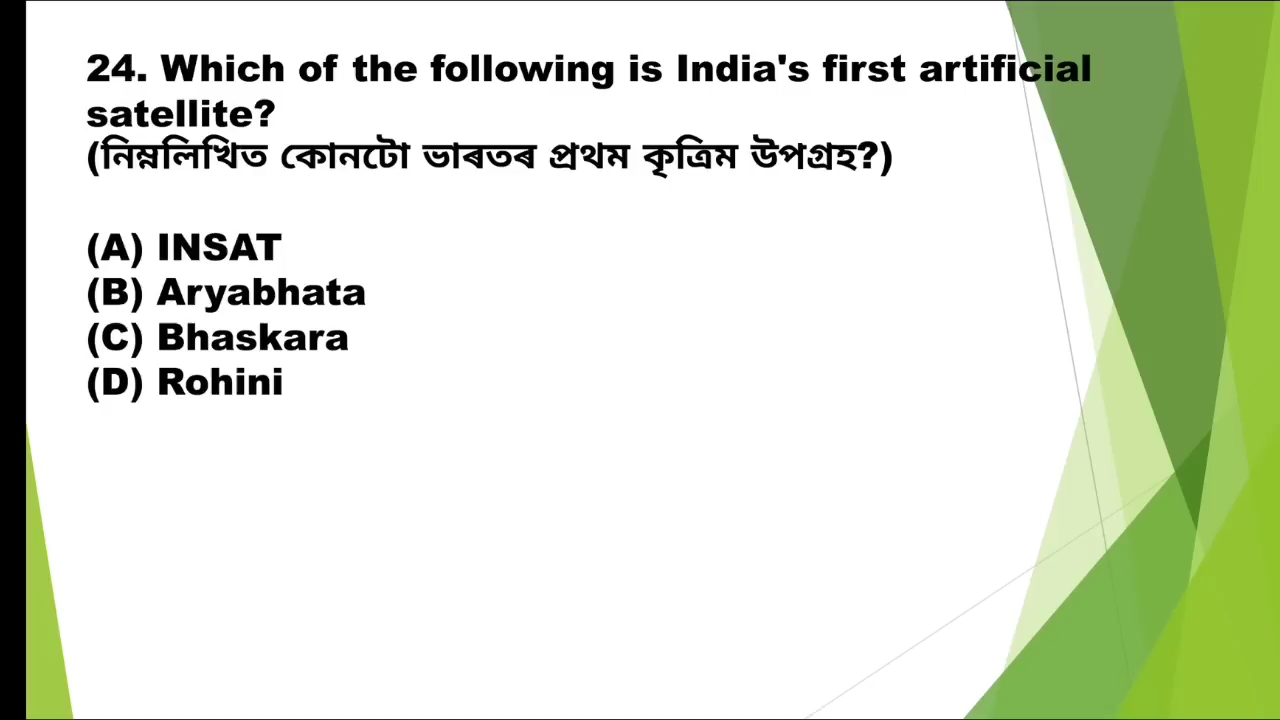 24. Which of the following is India's first artificial
satellite?
(নিম্নলিখিত কোনটো ভাৰতৰ প্ৰথম কৃত্ৰিম উপগ্ৰহ?)
(A) INSAT
(B) Aryabhata
(C) Bhaskara
(D) Rohini